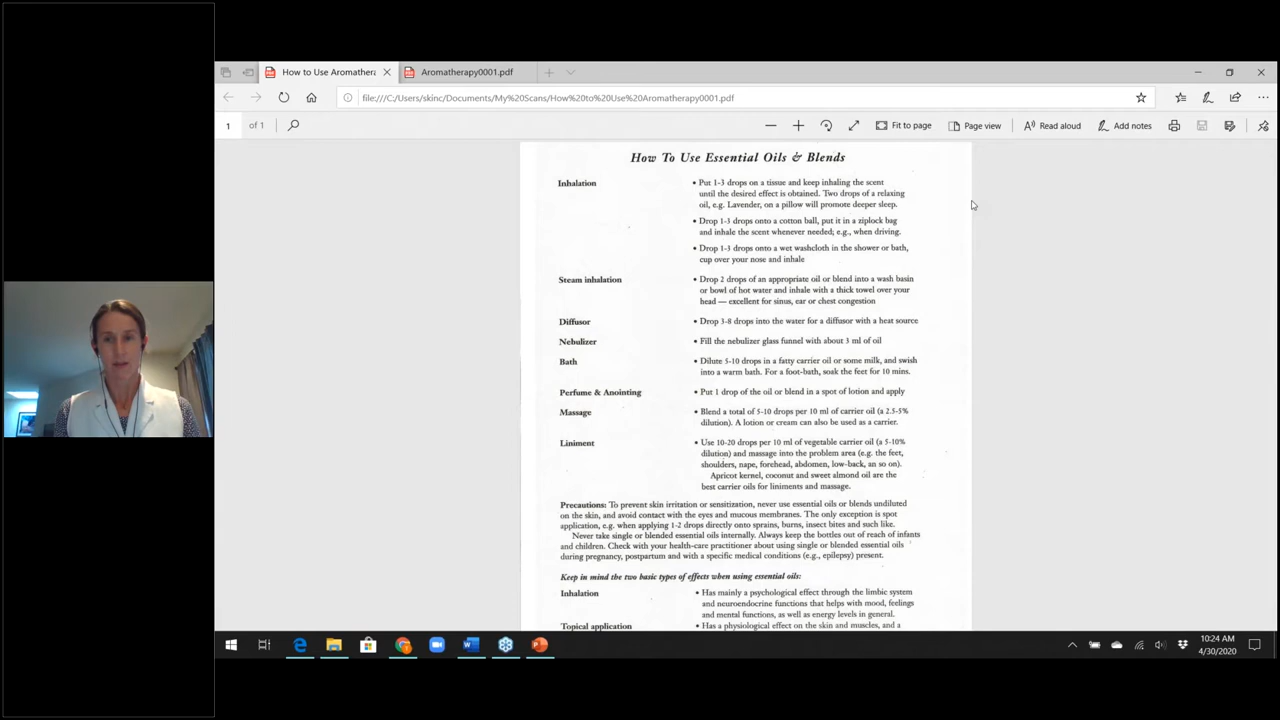 How to Use Aromathera
Aromatherapy0001.pdf
file:///C:/Users/skinc/Documents/My%20Scans/How%20to%20Use%20Aromatherapy0001.pdf
1 of 1
Fit to page
Page view
Read aloud
Add notes
How To Use Essential Oils & Blends
Inhalation
• Put 1-3 drops on a tissue and keep inhaling the scent
until the desired effect is obtained. Two drops of a relaxing
oil, e.g. Lavender, on a pillow will promote deeper sleep.
• Drop 1-3 drops onto a cotton ball, put it in a ziplock bag
and inhale the scent whenever needed; e.g., when driving.
• Drop 1-3 drops onto a wet washcloth in the shower or bath,
cup over your nose and inhale
Steam inhalation
• Drop 2 drops of an appropriate oil or blend into a wash basin
or bowl of hot water and inhale with a thick towel over your
head — excellent for sinus, ear or chest congestion
Diffusor
• Drop 3-8 drops into the water for a diffusor with a heat source
Nebulizer
• Fill the nebulizer glass funnel with about 3 ml of oil
Bath
• Dilute 5-10 drops in a fatty carrier oil or some milk, and swish
into a warm bath. For a foot-bath, soak the feet for 10 mins.
Perfume & Anointing
• Put 1 drop of the oil or blend in a spot of lotion and apply
Massage
• Blend a total of 5-10 drops per 10 ml of carrier oil (a 2.5-5%
dilution). A lotion or cream can also be used as a carrier.
Liniment
• Use 10-20 drops per 10 ml of vegetable carrier oil (a 5-10%
dilution) and massage into the problem area (e.g. the feet,
shoulders, nape, forehead, abdomen, low-back, an so on).
Apricot kernel, coconut and sweet almond oil are the
best carrier oils for liniments and massage.
Precautions: To prevent skin irritation or sensitization, never use essential oils or blends undiluted
on the skin, and avoid contact with the eyes and mucous membranes. The only exception is spot
application, e.g. when applying 1-2 drops directly onto sprains, burns, insect bites and such like.
Never take single or blended essential oils internally. Always keep the bottles out of reach of infants
and children. Check with your health-care practitioner about using single or blended essential oils
during pregnancy, postpartum and with a specific medical conditions (e.g., epilepsy) present.
Keep in mind the two basic types of effects when using essential oils:
Inhalation
• Has mainly a psychological effect through the limbic system
and neuroendocrine functions that helps with mood, feelings
and mental functions, as well as energy levels in general.
Topical application
• Has a physiological effect on the skin and muscles, and a
10:24 AM
4/30/2020